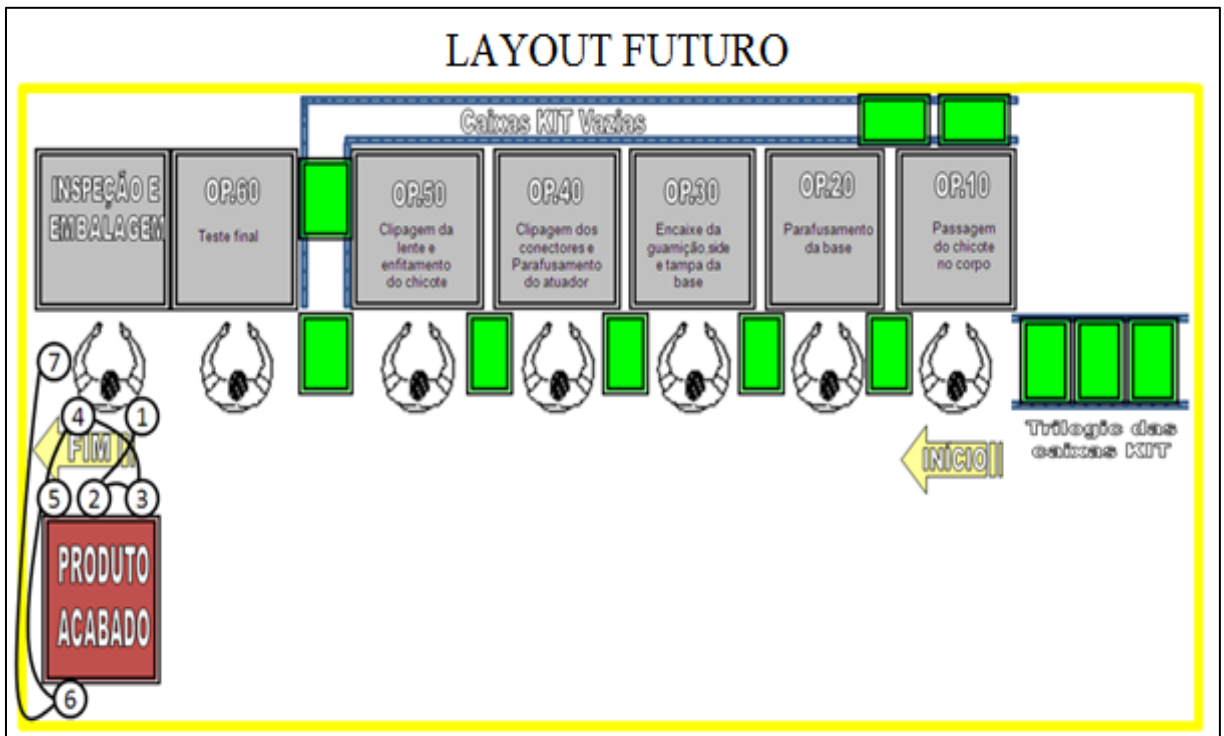 LAYOUT FUTURO
Caixas KIT Vazias
INSPEÇÃO E
EMBALAGEM
OP.60
Teste final
OP.50
Clipagem da
lente e
enfitamento
do chicote
OP.40
Clipagem dos
conectores e
Parafusamento
do atuador
OP.30
Encaixe da
guarnição,side
e tampa da
base
OP.20
Parafusamento
da base
OP.10
Passagem
do chicote
no corpo
7
4
1
FIM
5
2
3
INÍCIO
Trilogic das
caixas KIT
PRODUTO
ACABADO
6